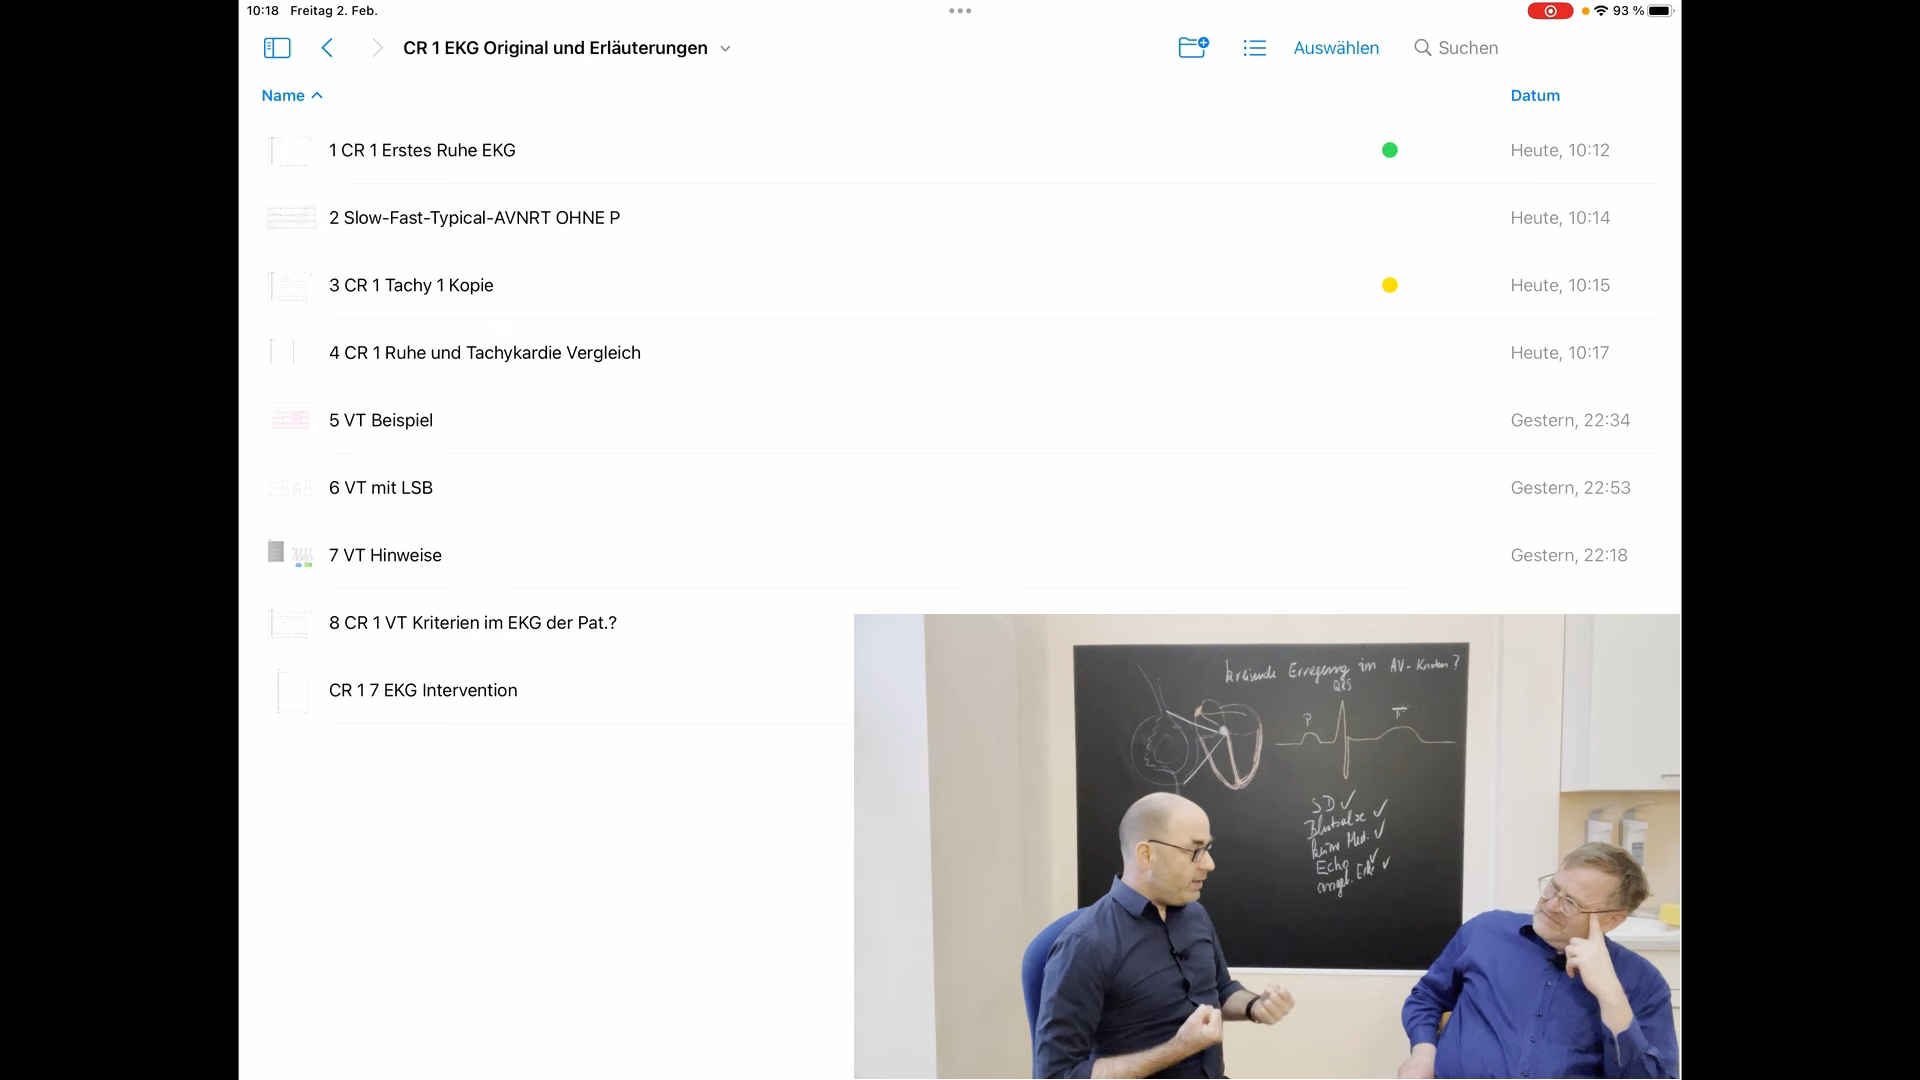 10:18 Freitag 2. Feb.
93 %
CR 1 EKG Original und Erläuterungen
Auswählen
Suchen
Name
Datum
1 CR 1 Erstes Ruhe EKG
Heute, 10:12
2 Slow-Fast-Typical-AVNRT OHNE P
Heute, 10:14
3 CR 1 Tachy 1 Kopie
Heute, 10:15
4 CR 1 Ruhe und Tachykardie Vergleich
Heute, 10:17
5 VT Beispiel
Gestern, 22:34
6 VT mit LSB
Gestern, 22:53
7 VT Hinweise
Gestern, 22:18
8 CR 1 VT Kriterien im EKG der Pat.?
CR 1 7 EKG Intervention
kreisende Erregung im AV-Knoten?
QRS
P
T
SD ✓
Blutsalze ✓
keine Med. ✓
Echo ✓
angeb. ✓